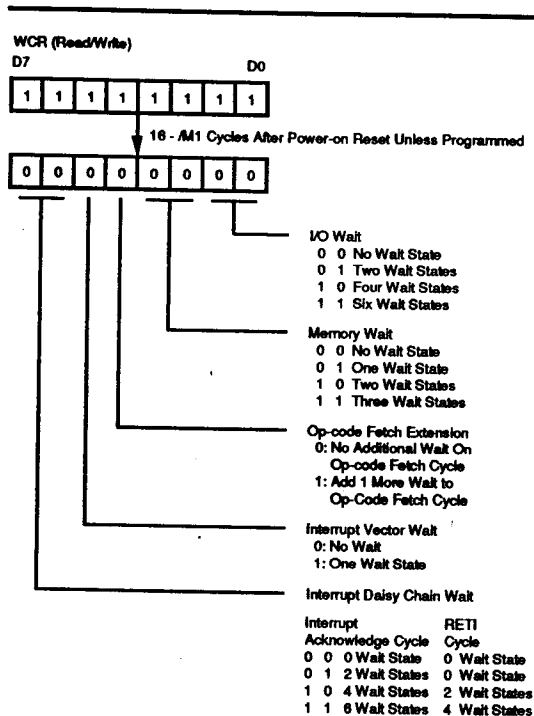 WCR (Read/Write)
D7 D0
1 1 1 1 1 1 1 1
16 - /M1 Cycles After Power-on Reset Unless Programmed
0 0 0 0 0 0 0 0
I/O Wait
0 0 No Wait State
0 1 Two Wait States
1 0 Four Wait States
1 1 Six Wait States
Memory Wait
0 0 No Wait State
0 1 One Wait State
1 0 Two Wait States
1 1 Three Wait States
Op-code Fetch Extension
0: No Additional Wait On
Op-code Fetch Cycle
1: Add 1 More Wait to
Op-Code Fetch Cycle
Interrupt Vector Wait
0: No Wait
1: One Wait State
Interrupt Daisy Chain Wait
Interrupt RETI
Acknowledge Cycle Cycle
0 0 0 Wait State 0 Wait State
0 1 2 Wait States 0 Wait State
1 0 4 Wait States 2 Wait States
1 1 6 Wait States 4 Wait States